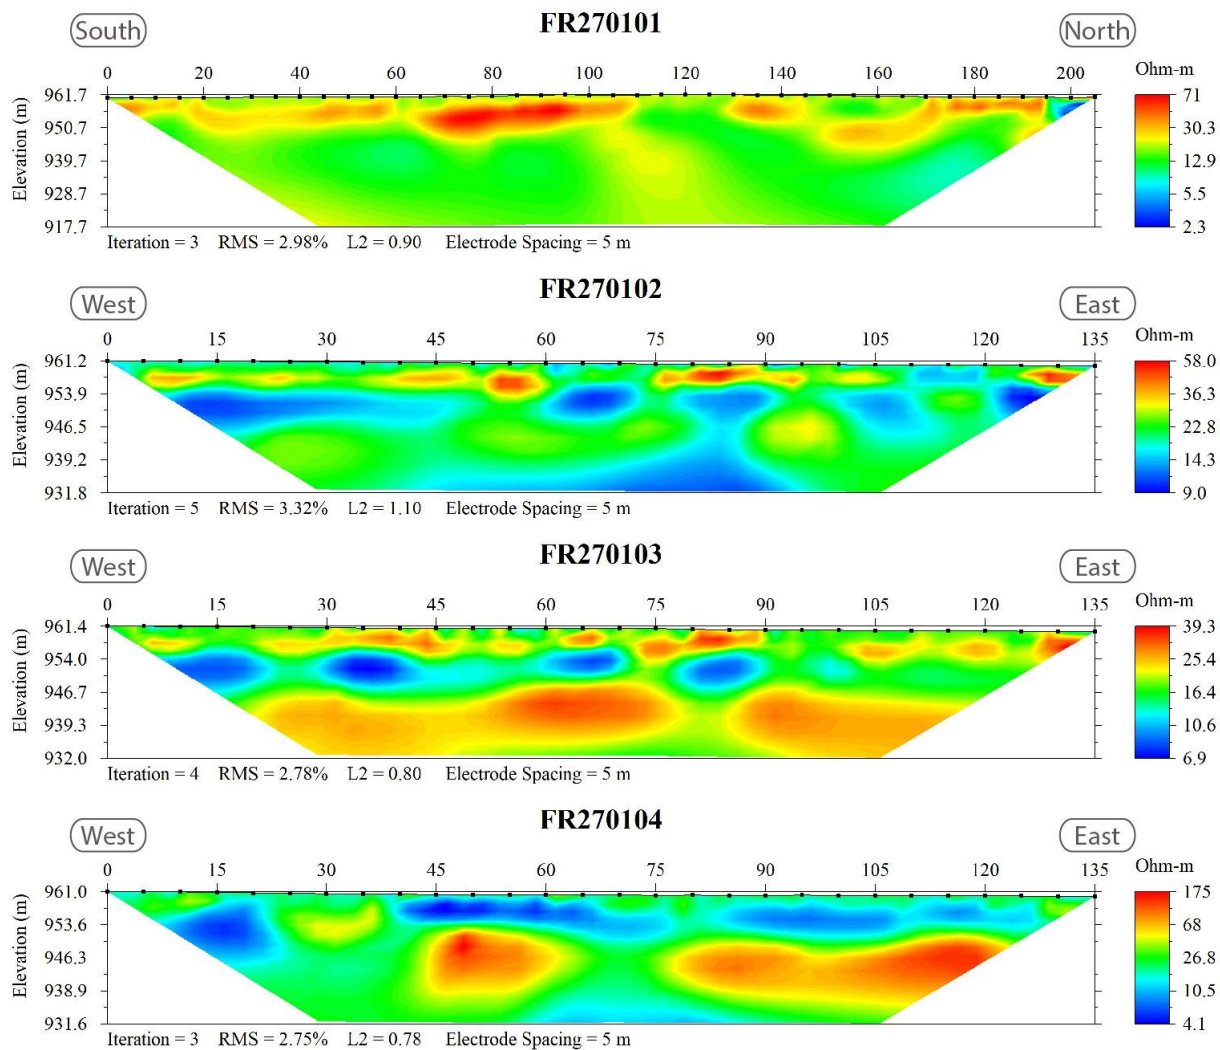 FR270101
South North
0 20 40 60 80 100 120 140 160 180 200
Ohm-m
Elevation (m)
961.7
950.7
939.7
928.7
917.7
71
30.3
12.9
5.5
2.3
Iteration = 3 RMS = 2.98% L2 = 0.90 Electrode Spacing = 5 m
FR270102
West East
0 15 30 45 60 75 90 105 120 135
Ohm-m
Elevation (m)
961.2
953.9
946.5
939.2
931.8
58.0
36.3
22.8
14.3
9.0
Iteration = 5 RMS = 3.32% L2 = 1.10 Electrode Spacing = 5 m
FR270103
West East
0 15 30 45 60 75 90 105 120 135
Ohm-m
Elevation (m)
961.4
954.0
946.7
939.3
932.0
39.3
25.4
16.4
10.6
6.9
Iteration = 4 RMS = 2.78% L2 = 0.80 Electrode Spacing = 5 m
FR270104
West East
0 15 30 45 60 75 90 105 120 135
Ohm-m
Elevation (m)
961.0
953.6
946.3
938.9
931.6
175
68
26.8
10.5
4.1
Iteration = 3 RMS = 2.75% L2 = 0.78 Electrode Spacing = 5 m